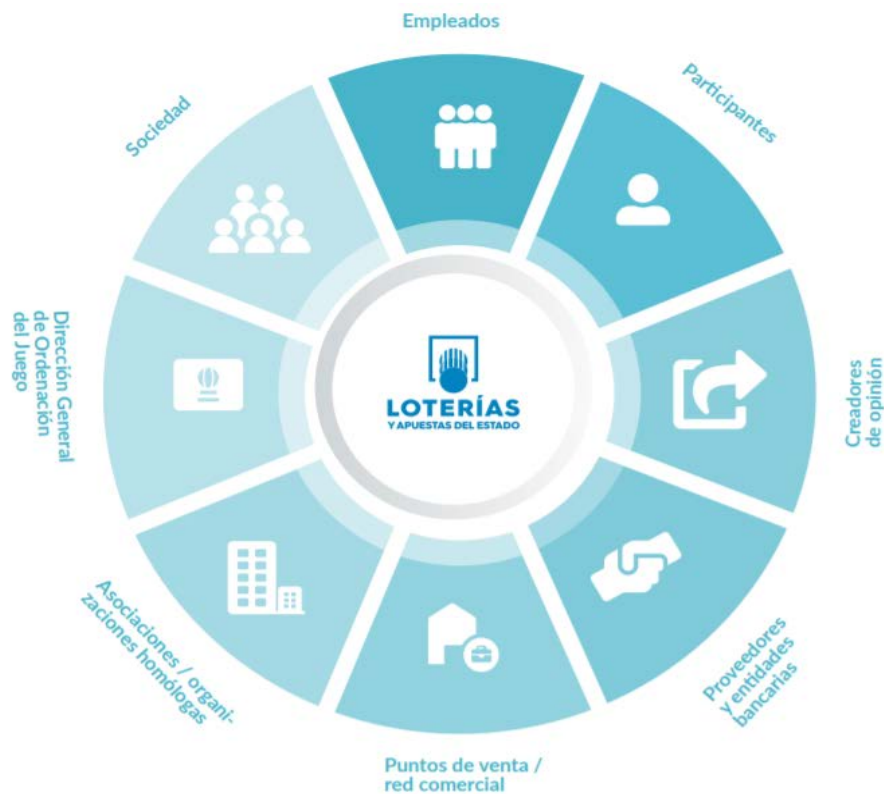 Empleados
Participantes
Creadores
de opinión
Proveedores
y entidades
bancarias
Puntos de venta /
red comercial
Asociaciones / organi-
zaciones homólogas
Dirección General
de Ordenación
del Juego
Sociedad
LOTERÍAS
Y APUESTAS DEL ESTADO